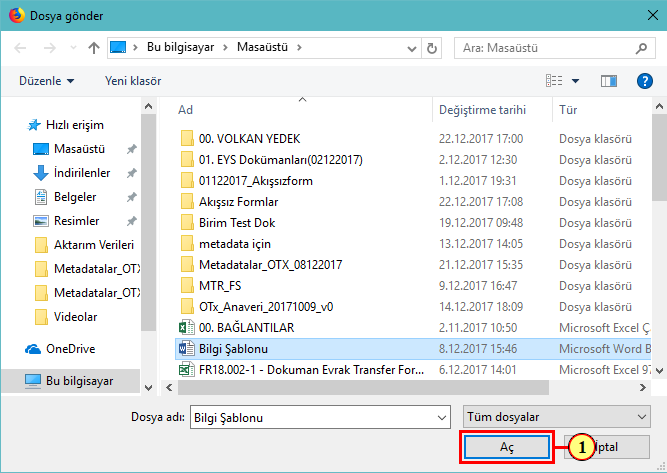 Dosya gönder
Bu bilgisayar > Masaüstü >
Ara: Masaüstü
Düzenle
Yeni klasör
Hızlı erişim
Masaüstü
İndirilenler
Belgeler
Resimler
Aktarım Verileri
Metadatalar_OTX
Metadatalar_OTX
Videolar
OneDrive
Bu bilgisayar
Ad Değiştirme tarihi Tür
00. VOLKAN YEDEK 22.12.2017 17:00 Dosya klasörü
01. EYS Dokümanları(02122017) 2.12.2017 12:30 Dosya klasörü
01122017_Akışsızform 1.12.2017 19:31 Dosya klasörü
Akışsız Formlar 22.12.2017 17:08 Dosya klasörü
Birim Test Dok 19.12.2017 09:48 Dosya klasörü
metadata için 13.12.2017 14:05 Dosya klasörü
Metadatalar_OTX_08122017 21.12.2017 15:35 Dosya klasörü
MTR_FS 9.12.2017 16:47 Dosya klasörü
OTx_Anaveri_20171009_v0 14.12.2017 18:09 Dosya klasörü
00. BAĞLANTILAR 2.11.2017 10:50 Microsoft Excel Ç
Bilgi Şablonu 8.12.2017 15:46 Microsoft Word B
FR18.002-1 - Dokuman Evrak Transfer For... 6.12.2017 14:01 Microsoft Excel 97
Dosya adı: Bilgi Şablonu
Tüm dosyalar
Aç
1
İptal